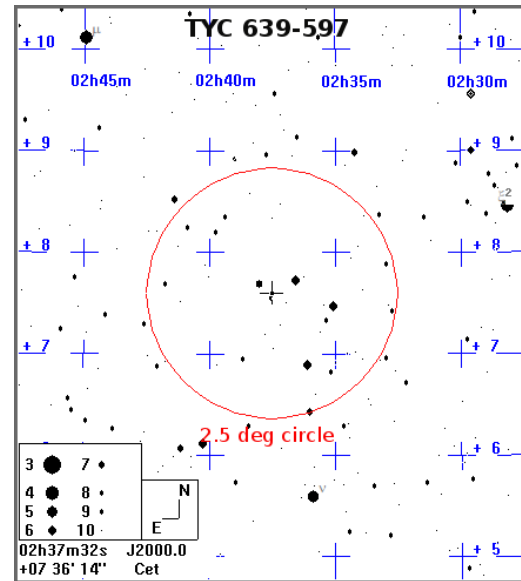 TYC 639-597
μ
+ 10
+ 10
02h45m
02h40m
02h35m
02h30m
+ 9
+ 9
ξ2
+ 8
+ 8
+ 7
+ 7
2.5 deg circle
+ 6
3 7
4 8
5 9
6 10
ν
N
E
+ 5
02h37m32s J2000.0
+07 36' 14" Cet